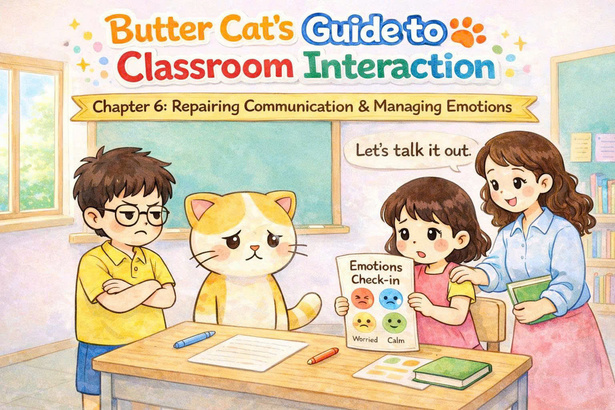 Butter Cat's Guide to
Classroom Interaction
Chapter 6: Repairing Communication & Managing Emotions
Let's talk it out.
Emotions
Check-in
Worried Calm